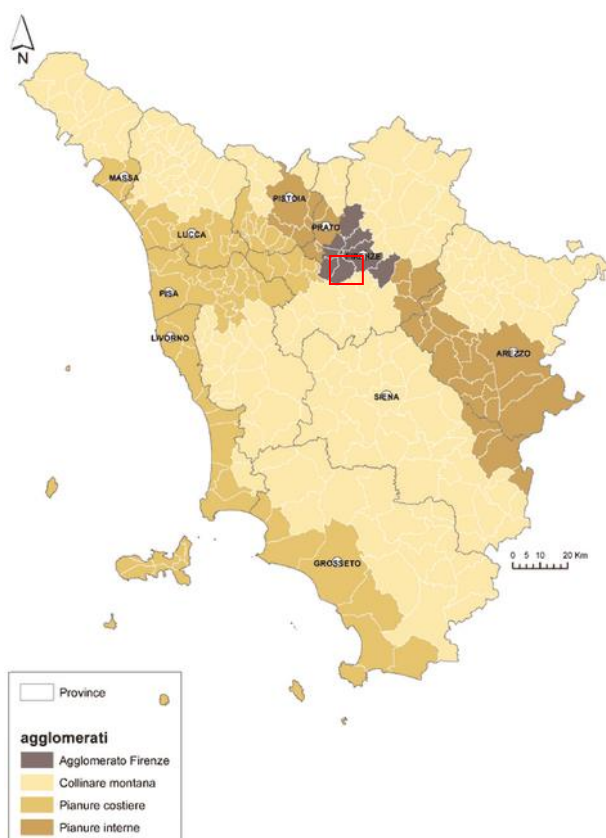 N
MASSA
PISTOIA
PRATO
LUCCA
FIRENZE
PISA
LIVORNO
AREZZO
SIENA
GROSSETO
0 5 10 20 Km
Province
agglomerati
Agglomerato Firenze
Collinare montana
Pianure costiere
Pianure interne